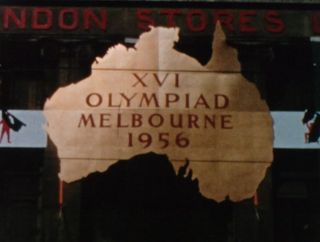 NDON STORES
XVI
OLYMPIAD
MELBOURNE
1956